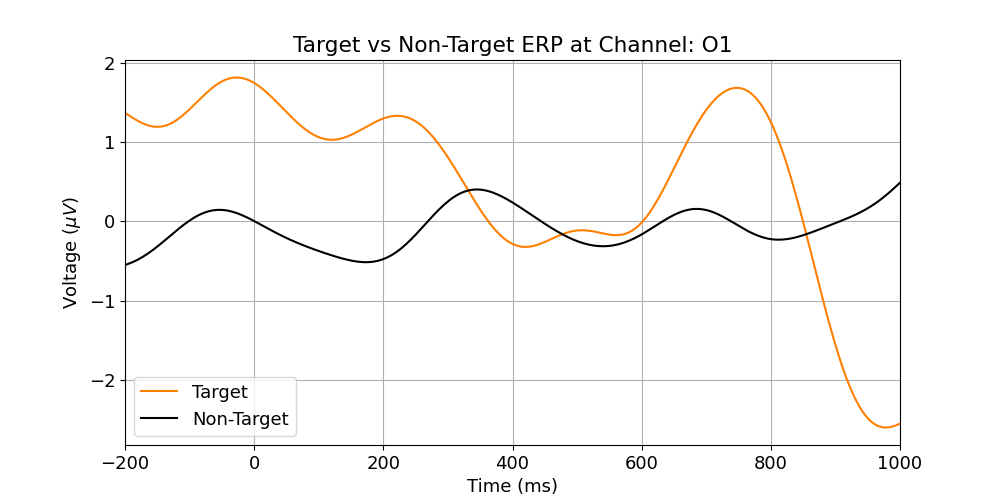 Target vs Non-Target ERP at Channel: O1
2
1
0
−1
−2
Voltage (μV)
Target
Non-Target
−200 0 200 400 600 800 1000
Time (ms)